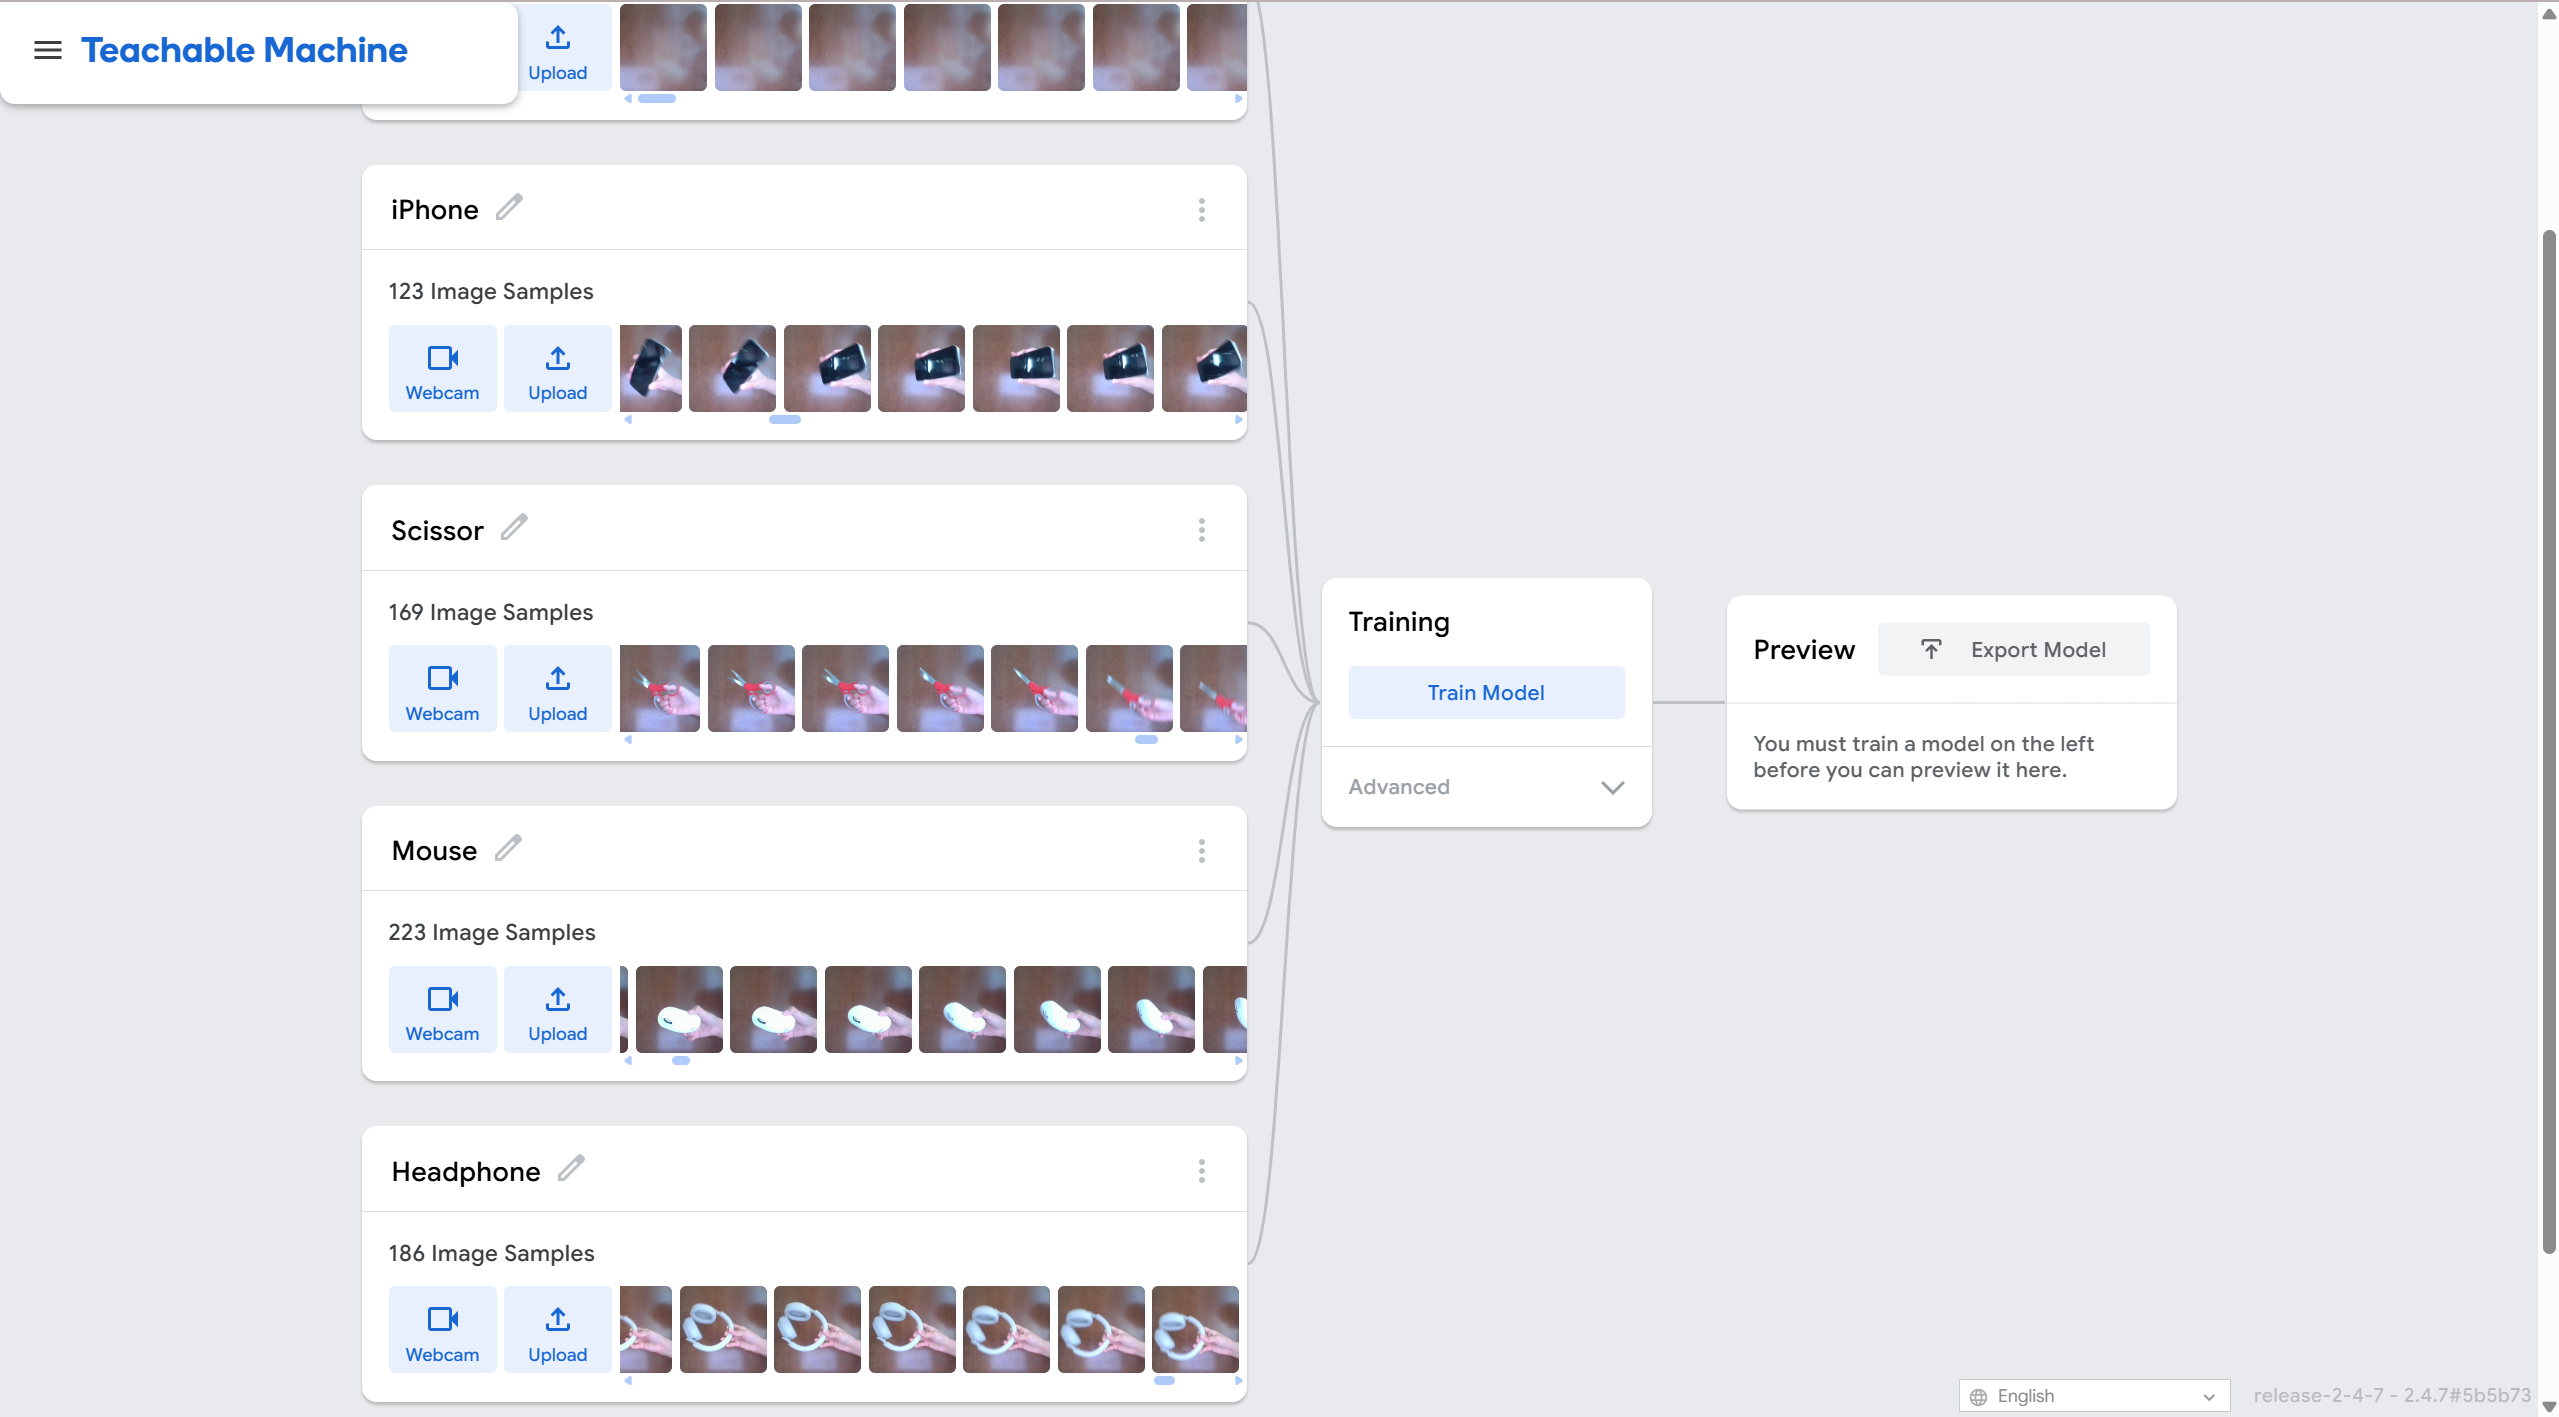 Teachable Machine
Upload
iPhone
123 Image Samples
Webcam
Upload
Scissor
169 Image Samples
Webcam
Upload
Mouse
223 Image Samples
Webcam
Upload
Headphone
186 Image Samples
Webcam
Upload
Training
Train Model
Advanced
Preview
Export Model
You must train a model on the left
before you can preview it here.
English
release-2-4-7 - 2.4.7#5b5b73